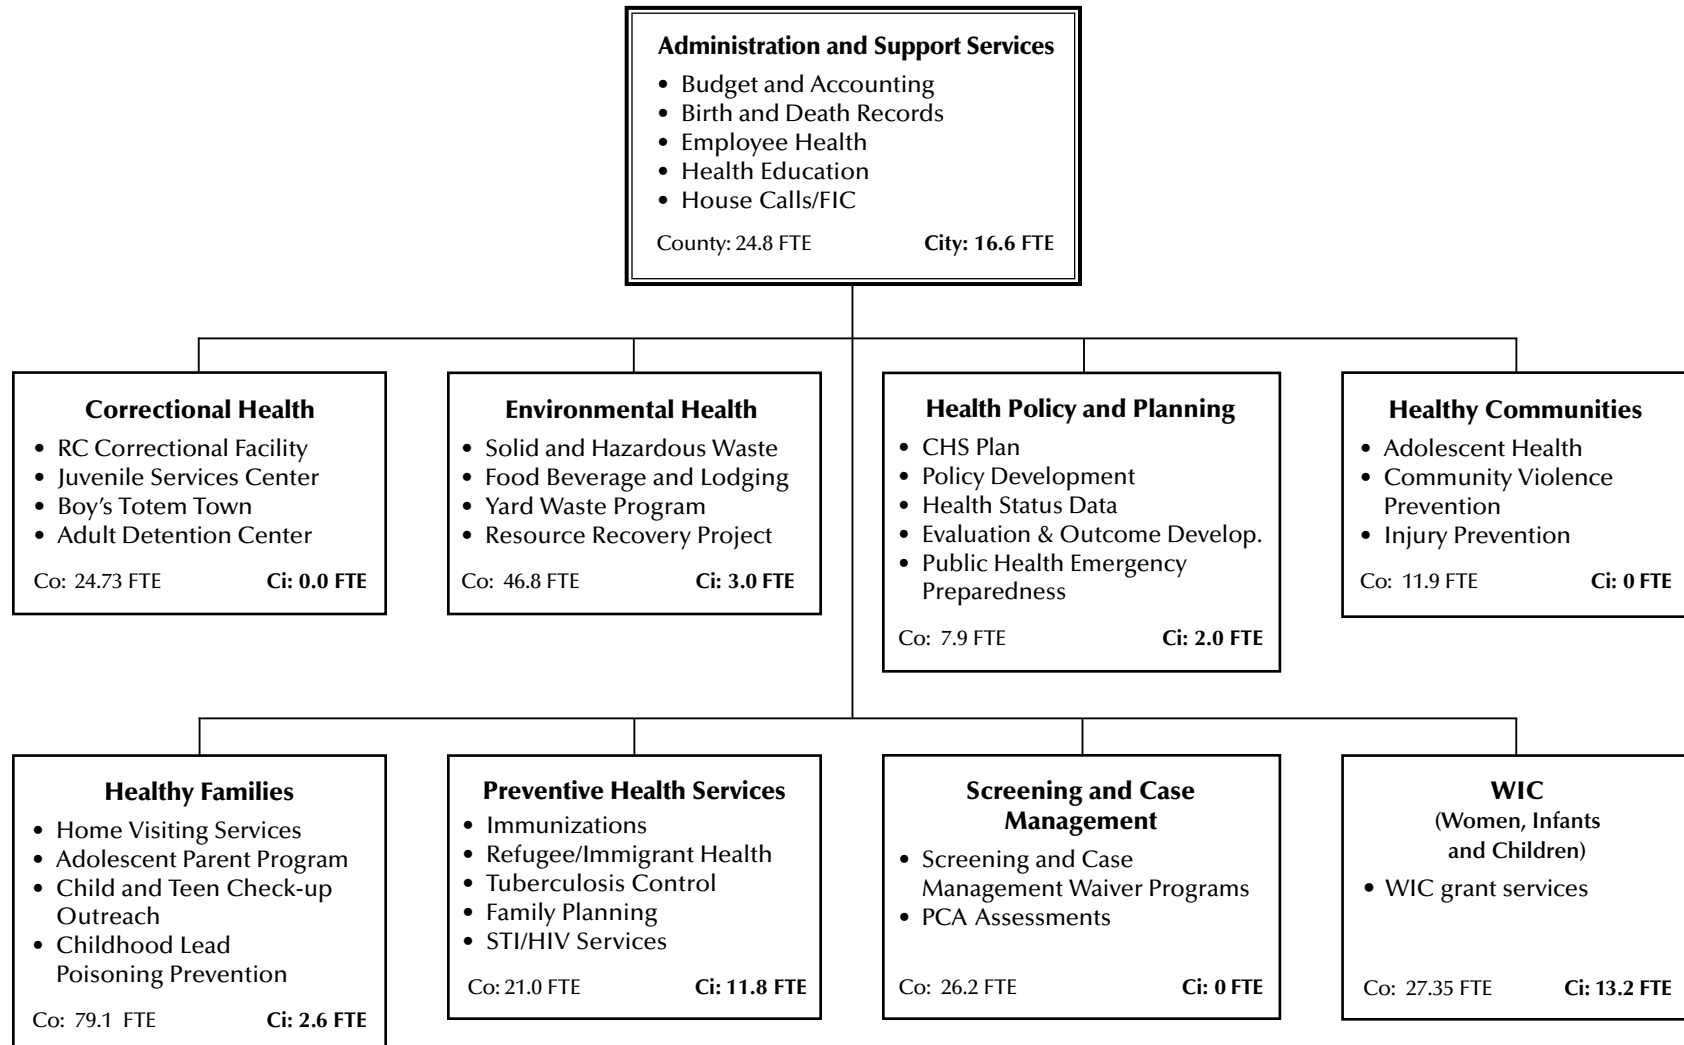 Administration and Support Services
• Budget and Accounting
• Birth and Death Records
• Employee Health
• Health Education
• House Calls/FIC
County: 24.8 FTE City: 16.6 FTE
Correctional Health
• RC Correctional Facility
• Juvenile Services Center
• Boy’s Totem Town
• Adult Detention Center
Co: 24.73 FTE Ci: 0.0 FTE
Environmental Health
• Solid and Hazardous Waste
• Food Beverage and Lodging
• Yard Waste Program
• Resource Recovery Project
Co: 46.8 FTE Ci: 3.0 FTE
Health Policy and Planning
• CHS Plan
• Policy Development
• Health Status Data
• Evaluation & Outcome Develop.
• Public Health Emergency
Preparedness
Co: 7.9 FTE Ci: 2.0 FTE
Healthy Communities
• Adolescent Health
• Community Violence
Prevention
• Injury Prevention
Co: 11.9 FTE Ci: 0 FTE
Healthy Families
• Home Visiting Services
• Adolescent Parent Program
• Child and Teen Check-up
Outreach
• Childhood Lead
Poisoning Prevention
Co: 79.1 FTE Ci: 2.6 FTE
Preventive Health Services
• Immunizations
• Refugee/Immigrant Health
• Tuberculosis Control
• Family Planning
• STI/HIV Services
Co: 21.0 FTE Ci: 11.8 FTE
Screening and Case
Management
• Screening and Case
Management Waiver Programs
• PCA Assessments
Co: 26.2 FTE Ci: 0 FTE
WIC
(Women, Infants
and Children)
• WIC grant services
Co: 27.35 FTE Ci: 13.2 FTE